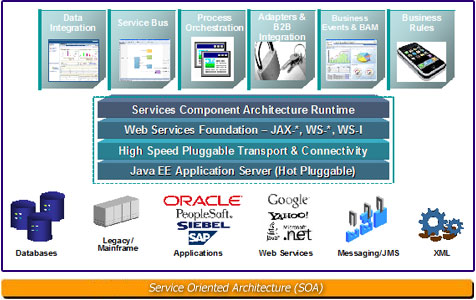 Data
Integration
Service Bus
Process
Orchestration
Adapters &
B2B
Integration
Business
Events & BAM
Business
Rules
Services Component Architecture Runtime
Web Services Foundation – JAX-*, WS-*, WS-I
High Speed Pluggable Transport & Connectivity
Java EE Application Server (Hot Pluggable)
ORACLE
PeopleSoft.
SIEBEL
SAP
Google
YAHOO!
Java
Microsoft
.net
Databases
Legacy/
Mainframe
Applications
Web Services
Messaging/JMS
XML
Service Oriented Architecture (SOA)